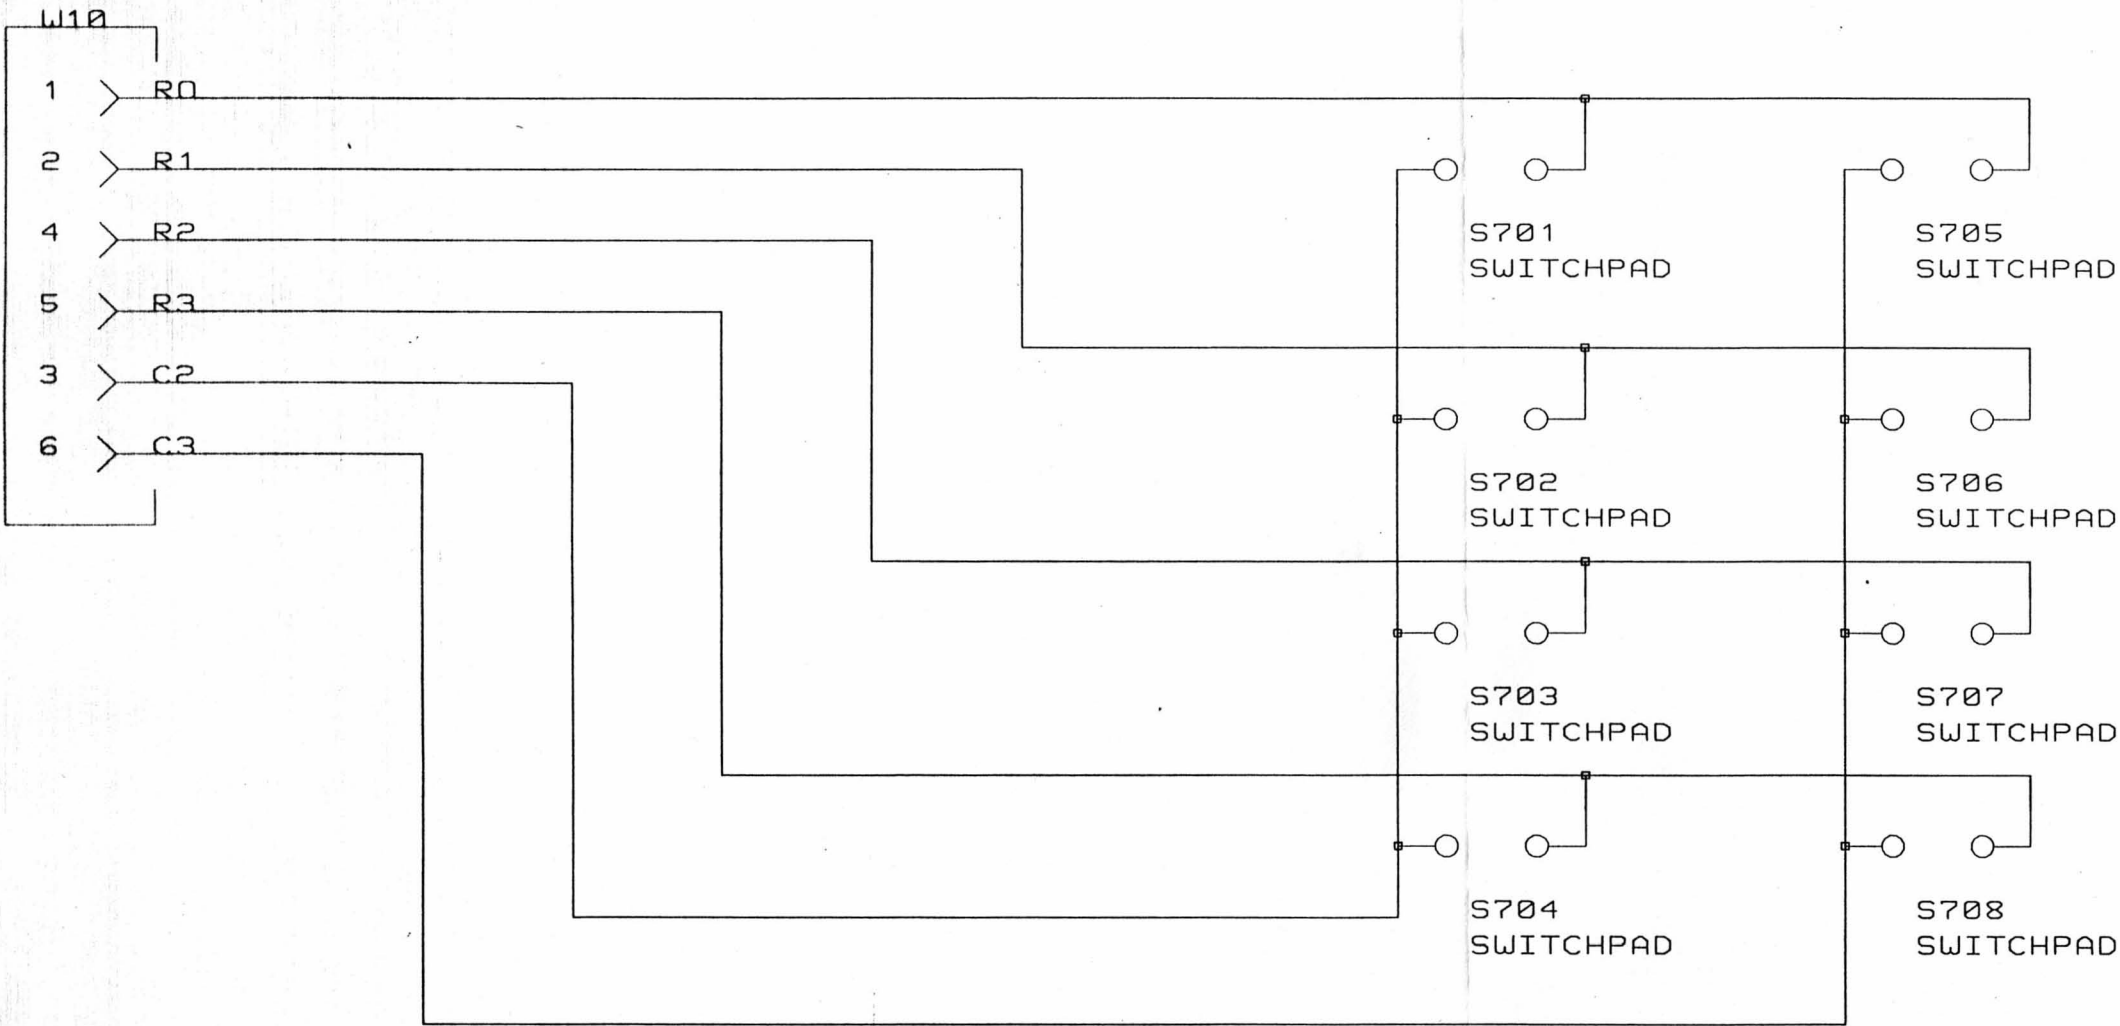 W10
1 R0
2 R1
4 R2
5 R3
3 C2
6 C3
S701
SWITCHPAD
S705
SWITCHPAD
S702
SWITCHPAD
S706
SWITCHPAD
S703
SWITCHPAD
S707
SWITCHPAD
S704
SWITCHPAD
S708
SWITCHPAD